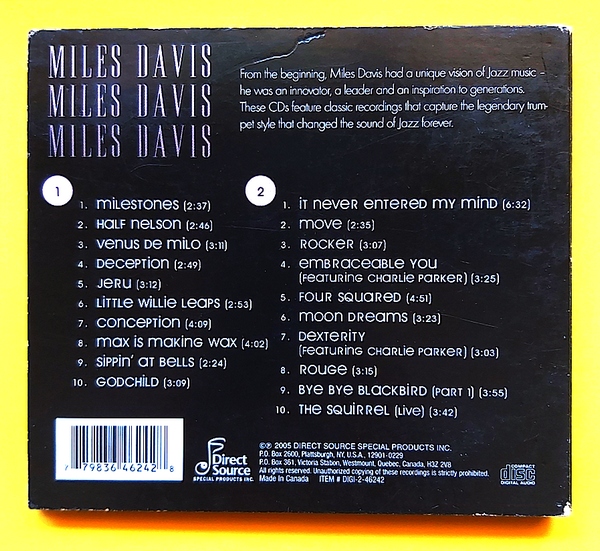 MILES DAVIS
MILES DAVIS
MILES DAVIS
From the beginning, Miles Davis had a unique vision of Jazz music -
he was an innovator, a leader and an inspiration to generations.
These CDs feature classic recordings that capture the legendary trum-
pet style that changed the sound of Jazz forever.
1
1. milestones (2:37)
2. Half Nelson (2:46)
3. Venus de Milo (3:11)
4. Deception (2:49)
5. Jeru (3:12)
6. Little Willie Leaps (2:53)
7. Conception (4:09)
8. Max is Making Wax (4:02)
9. Sippin' at Bells (2:24)
10. Godchild (3:09)
2
1. It Never Entered My Mind (6:32)
2. Move (2:35)
3. Rocker (3:07)
4. Embraceable You
(Featuring Charlie Parker) (3:25)
5. Four Squared (4:51)
6. Moon Dreams (3:23)
7. Dexterity
(Featuring Charlie Parker) (3:03)
8. Rouge (3:15)
9. Bye Bye Blackbird (Part 1) (3:55)
10. The Squirrel (Live) (3:42)
7 79836 46242 8
Direct
Source
SPECIAL PRODUCTS INC.
©℗ 2005 DIRECT SOURCE SPECIAL PRODUCTS INC.
P.O. Box 2600, Plattsburgh, N.Y, U.S.A., 12901-0229
P.O. Box 361, Victoria Station, Westmount, Quebec, Canada, H3Z 2V8
All rights reserved. Unauthorized copying of these recordings is strictly prohibited.
Made In Canada ITEM # DIGI-2-46242
COMPACT
disc
DIGITAL AUDIO